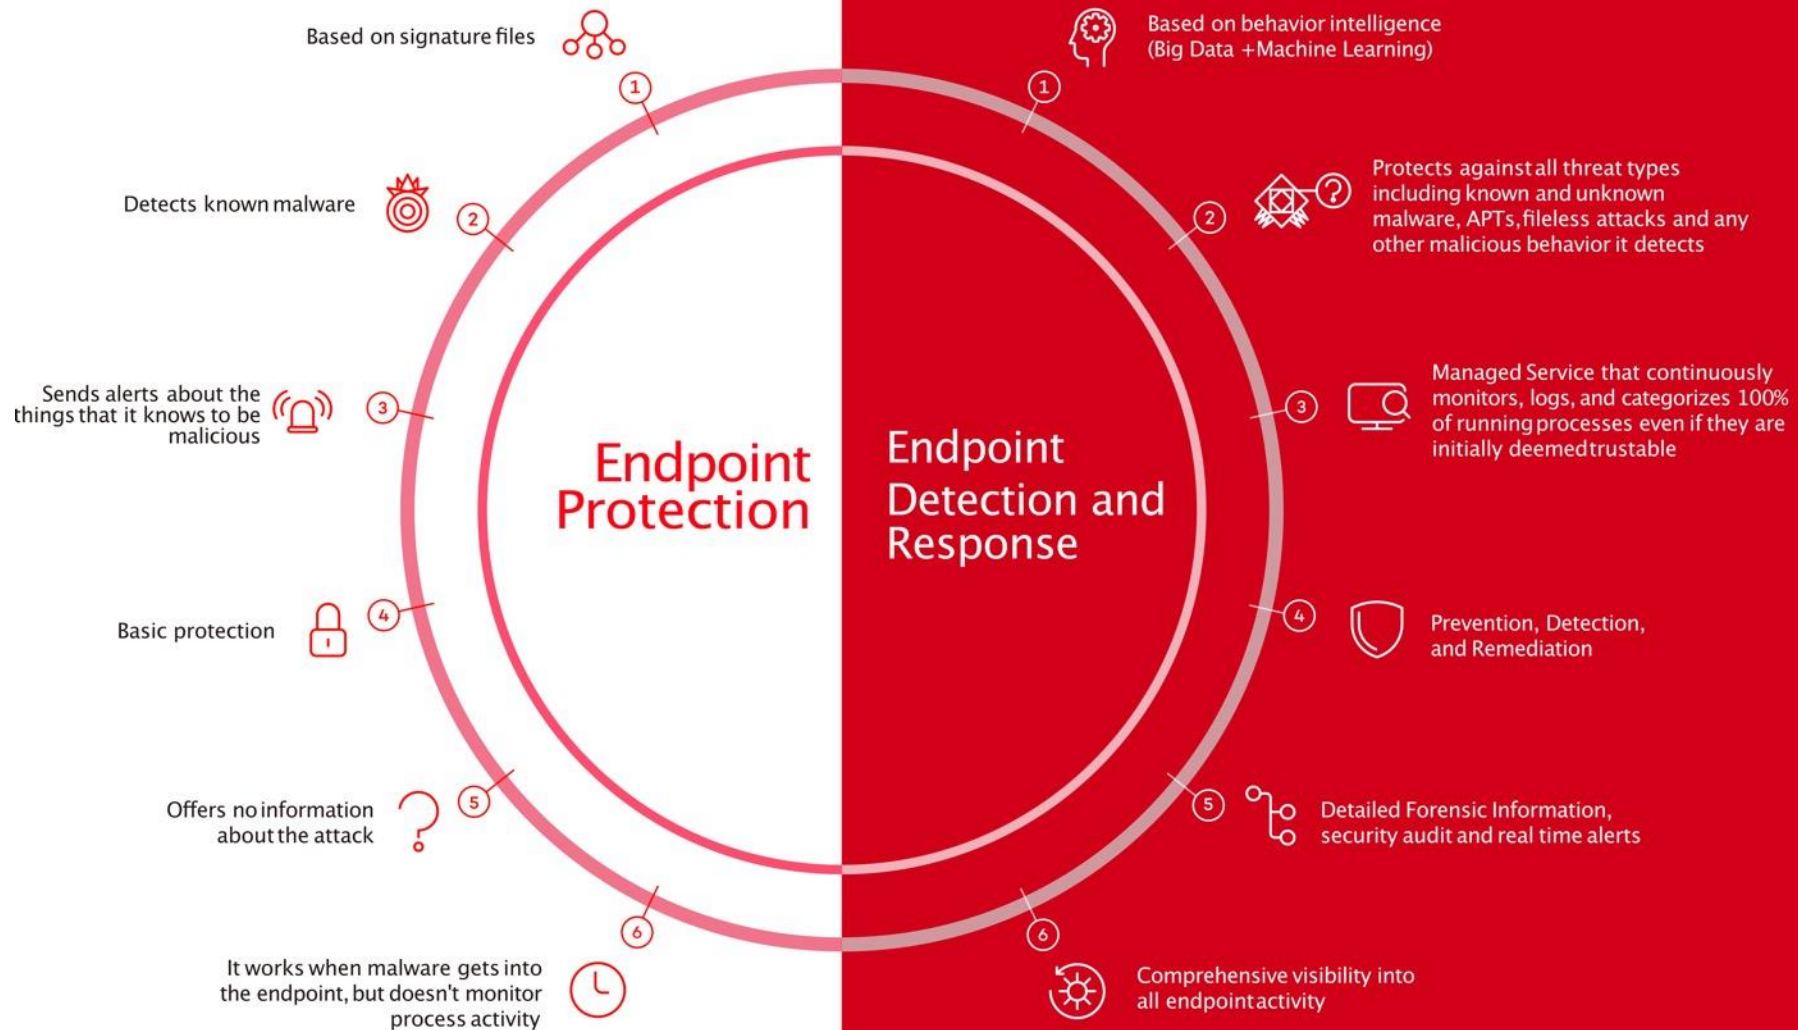 Based on signature files
1
Detects known malware
2
Sends alerts about the
things that it knows to be
malicious
3
Endpoint
Protection
Basic protection
4
Offers no information
about the attack
5
6
It works when malware gets into
the endpoint, but doesn't monitor
process activity
Based on behavior intelligence
(Big Data +Machine Learning)
1
Protects against all threat types
including known and unknown
malware, APTs, fileless attacks and any
other malicious behavior it detects
2
Managed Service that continuously
monitors, logs, and categorizes 100%
of running processes even if they are
initially deemed trustable
3
Endpoint
Detection and
Response
4
Prevention, Detection,
and Remediation
5
Detailed Forensic Information,
security audit and real time alerts
6
Comprehensive visibility into
all endpoint activity